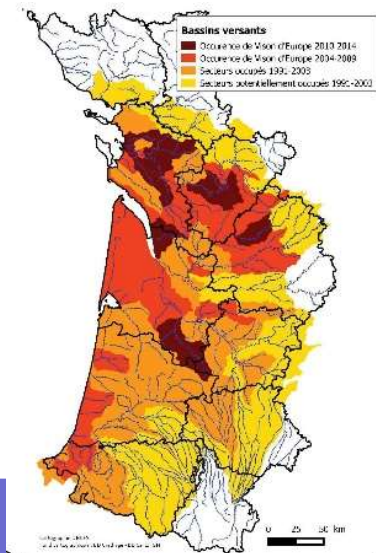 Bassins versants
Occurence de Vison d'Europe 2010-2014
Occurence de Vison d'Europe 2004-2009
Secteurs occupés 1991-2003
Secteurs potentiellement occupés 1991-2003
0 25 50 km